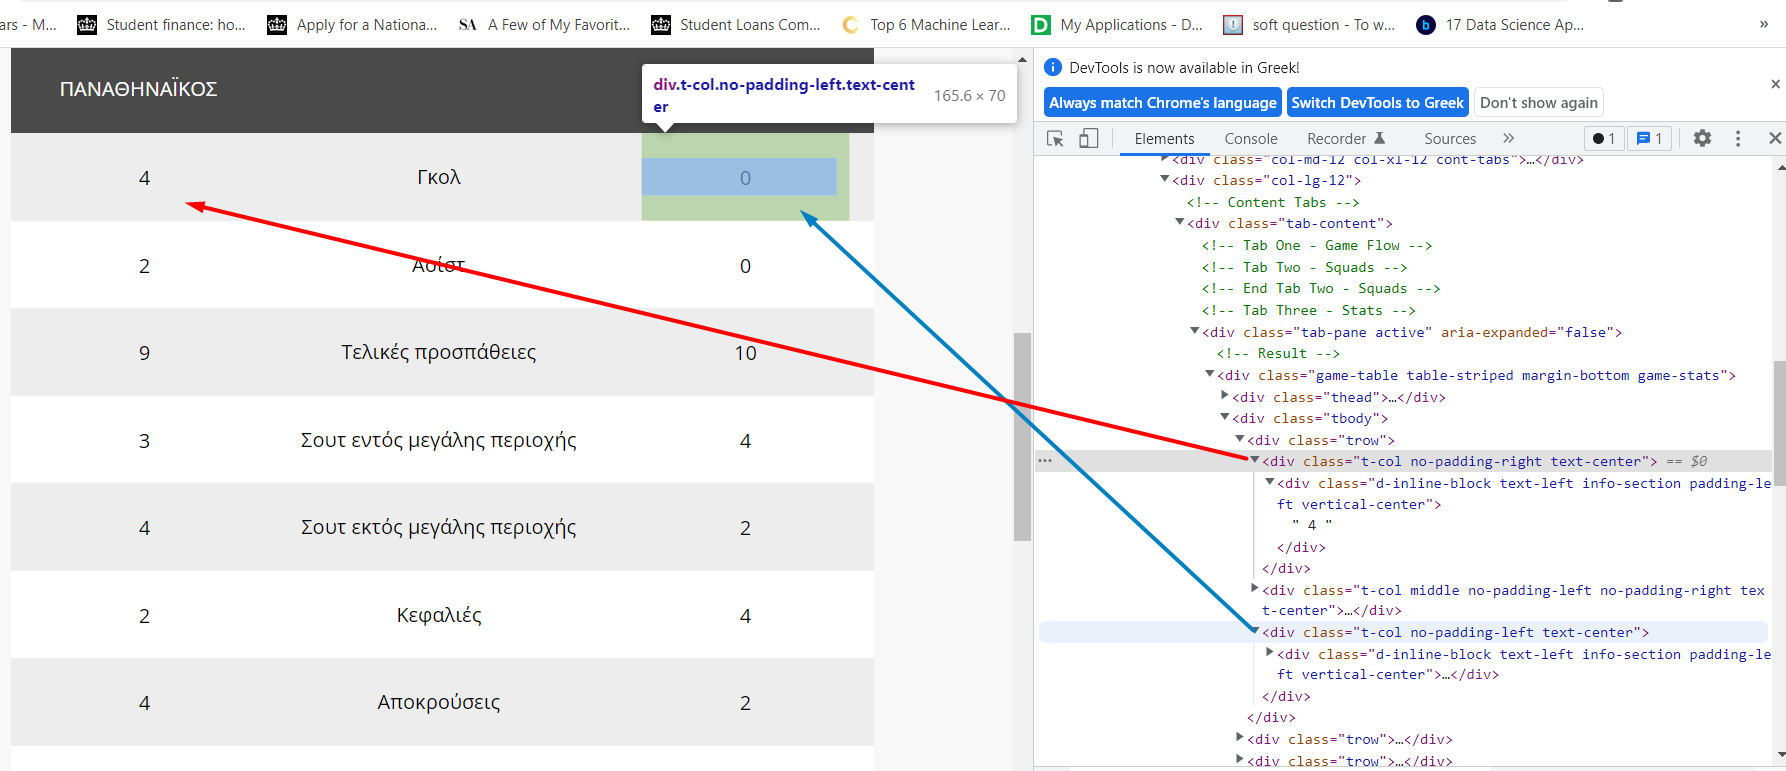 ars - M...
Student finance: ho...
Apply for a Nationa...
SA A Few of My Favorit...
Student Loans Com...
Top 6 Machine Lear...
My Applications - D...
soft question - To w...
b 17 Data Science Ap...
»
ΠΑΝΑΘΗΝΑΪΚΟΣ
div.t-col.no-padding-left.text-cent
er
165.6 × 70
4 Γκολ 0
2 Ασίστ 0
9 Τελικές προσπάθειες 10
3 Σουτ εντός μεγάλης περιοχής 4
4 Σουτ εκτός μεγάλης περιοχής 2
2 Κεφαλιές 4
4 Αποκρούσεις 2
DevTools is now available in Greek!
Always match Chrome's language
Switch DevTools to Greek
Don't show again
Elements Console Recorder Sources » 1 1
<div class="col-md-12 col-xl-12 cont-tabs">…</div>
<div class="col-lg-12">
<!-- Content Tabs -->
<div class="tab-content">
<!-- Tab One - Game Flow -->
<!-- Tab Two - Squads -->
<!-- End Tab Two - Squads -->
<!-- Tab Three - Stats -->
<div class="tab-pane active" aria-expanded="false">
<!-- Result -->
<div class="game-table table-striped margin-bottom game-stats">
<div class="thead">…</div>
<div class="tbody">
<div class="trow">
<div class="t-col no-padding-right text-center"> == $0
<div class="d-inline-block text-left info-section padding-le
ft vertical-center">
" 4 "
</div>
</div>
<div class="t-col middle no-padding-left no-padding-right tex
t-center">…</div>
<div class="t-col no-padding-left text-center">
<div class="d-inline-block text-left info-section padding-le
ft vertical-center">…</div>
</div>
</div>
<div class="trow">…</div>
<div class="trow">…</div>